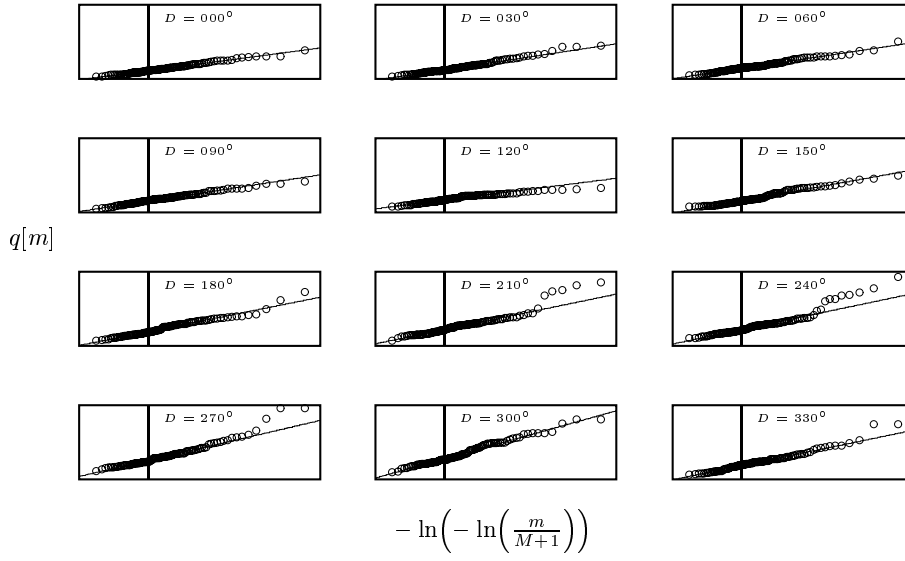 D = 000° D = 030° D = 060°
D = 090° D = 120° D = 150°
q[m]
D = 180° D = 210° D = 240°
D = 270° D = 300° D = 330°
− ln(− ln(m/M+1))